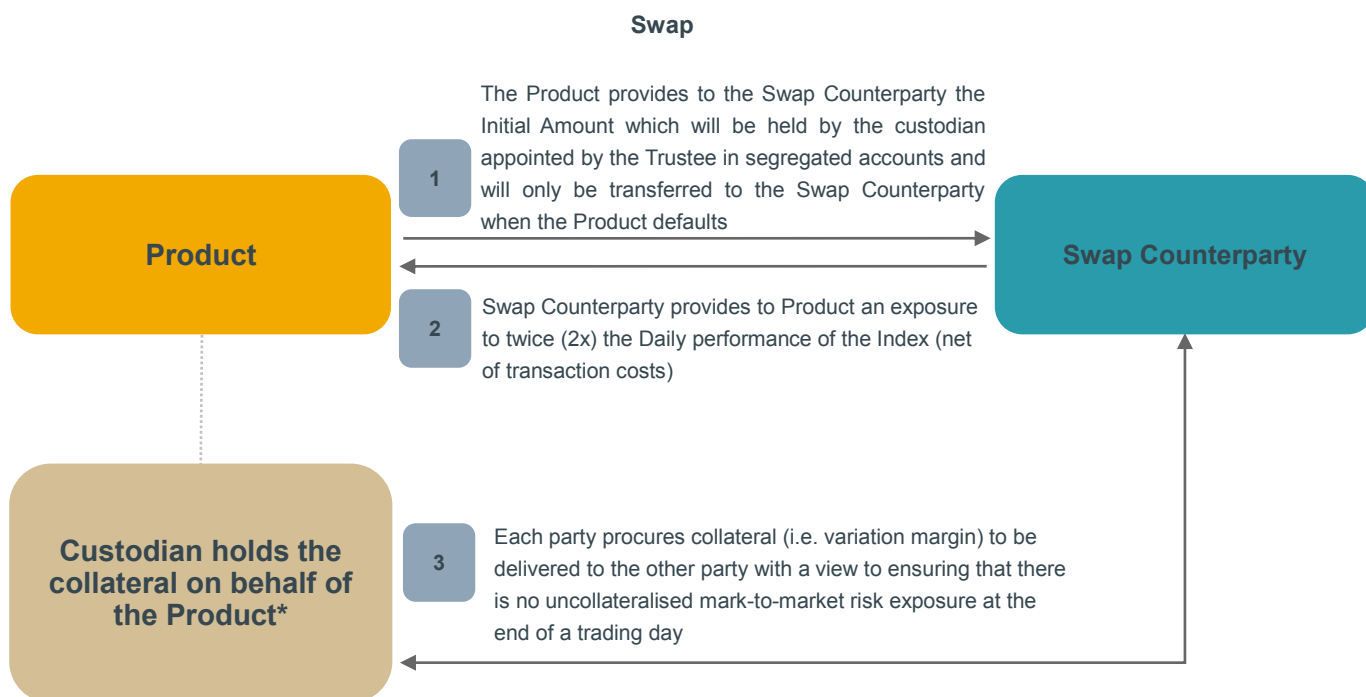 Swap
The Product provides to the Swap Counterparty the
Initial Amount which will be held by the custodian
appointed by the Trustee in segregated accounts and
will only be transferred to the Swap Counterparty
when the Product defaults
1
Product
Swap Counterparty
2
Swap Counterparty provides to Product an exposure
to twice (2x) the Daily performance of the Index (net
of transaction costs)
Custodian holds the
collateral on behalf of
the Product*
3
Each party procures collateral (i.e. variation margin) to be
delivered to the other party with a view to ensuring that there
is no uncollateralised mark-to-market risk exposure at the
end of a trading day